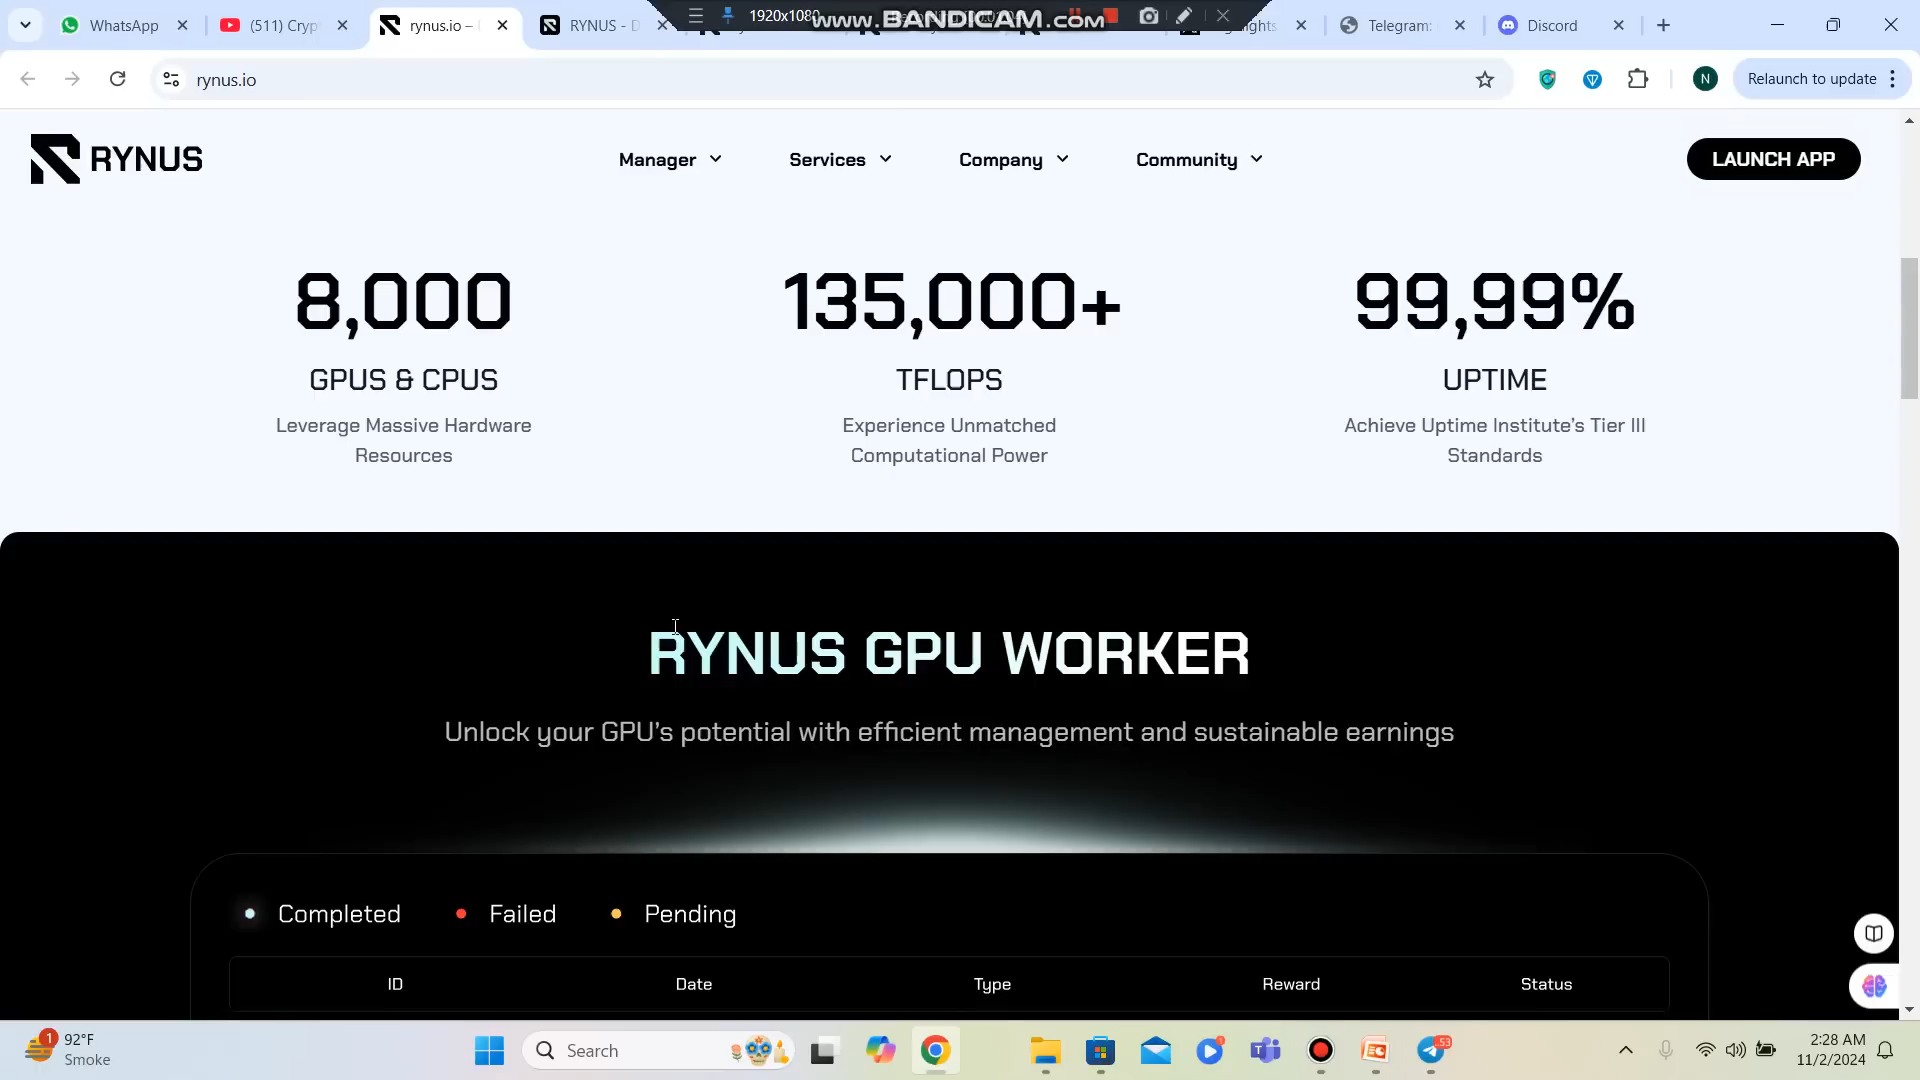 WhatsApp
(511) Cryp
rynus.io –
RYNUS - D
1920x1080
www.BANDICAM.com
ghts
Telegram:
Discord
rynus.io
N
Relaunch to update
RYNUS
Manager
Services
Company
Community
LAUNCH APP
8,000
135,000+
99,99%
GPUS & CPUS
TFLOPS
UPTIME
Leverage Massive Hardware
Resources
Experience Unmatched
Computational Power
Achieve Uptime Institute's Tier III
Standards
RYNUS GPU WORKER
Unlock your GPU's potential with efficient management and sustainable earnings
Completed
Failed
Pending
ID
Date
Type
Reward
Status
1
92°F
Smoke
Search
1
53
2:28 AM
11/2/2024